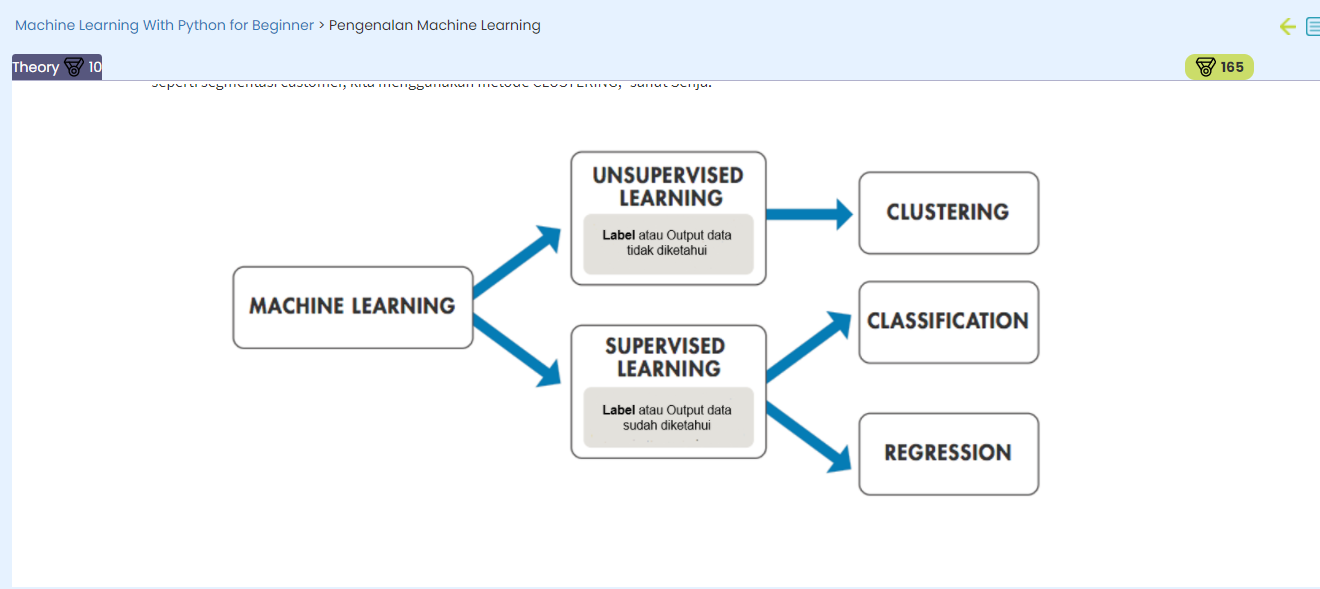 Machine Learning With Python for Beginner > Pengenalan Machine Learning
Theory 10
165
seperti segmentasi customer, kita menggunakan metode CLUSTERING," sahut Senja.
UNSUPERVISED
LEARNING
Label atau Output data
tidak diketahui
CLUSTERING
MACHINE LEARNING
SUPERVISED
LEARNING
Label atau Output data
sudah diketahui
CLASSIFICATION
REGRESSION